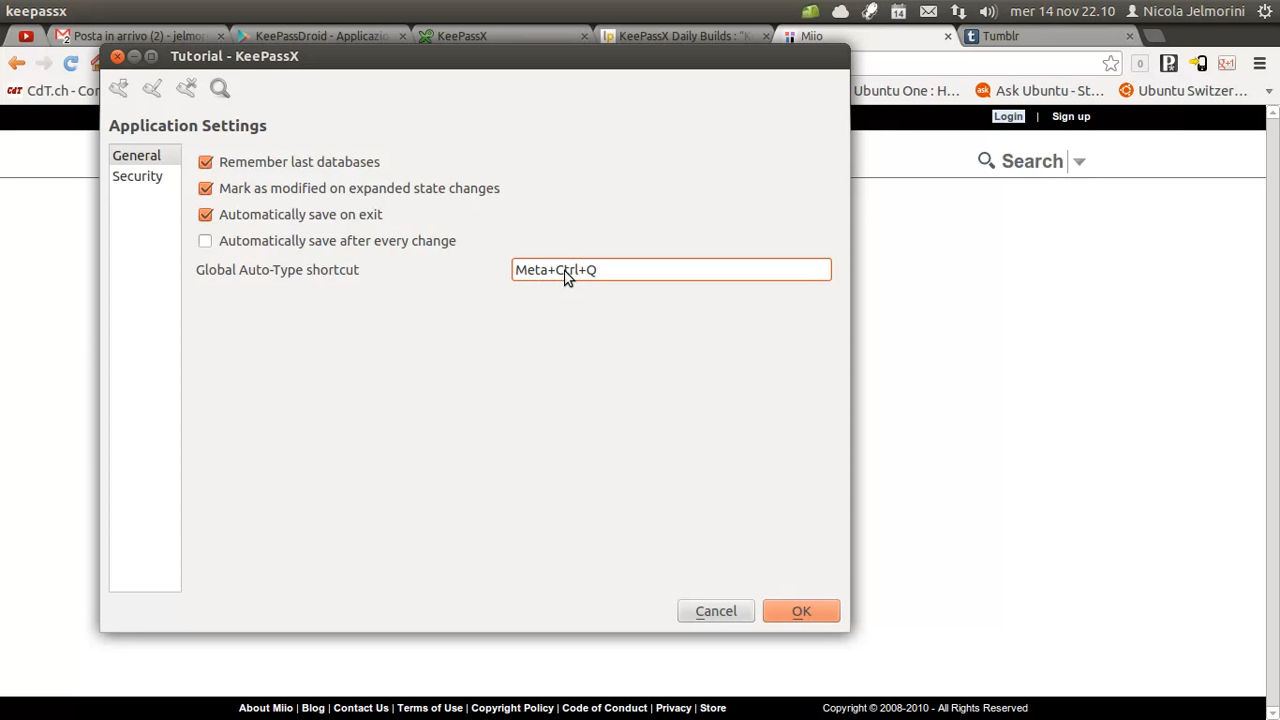 keepassx
mer 14 nov 22.10
Nicola Jelmorini
Posta in arrivo (2) - jelmo
KeePassDroid - Applicazio
KeePassX
KeePassX Daily Builds : "Ke
Miio
Tumblr
Tutorial - KeePassX
0
CdT.ch - Cor
Ubuntu One : H...
Ask Ubuntu - St...
Ubuntu Switzer...
Login | Sign up
Search
Application Settings
General
Security
Remember last databases
Mark as modified on expanded state changes
Automatically save on exit
Automatically save after every change
Global Auto-Type shortcut
Meta+Ctrl+Q
Cancel
OK
About Miio | Blog | Contact Us | Terms of Use | Copyright Policy | Code of Conduct | Privacy | Store
Copyright © 2008-2010 - All Rights Reserved